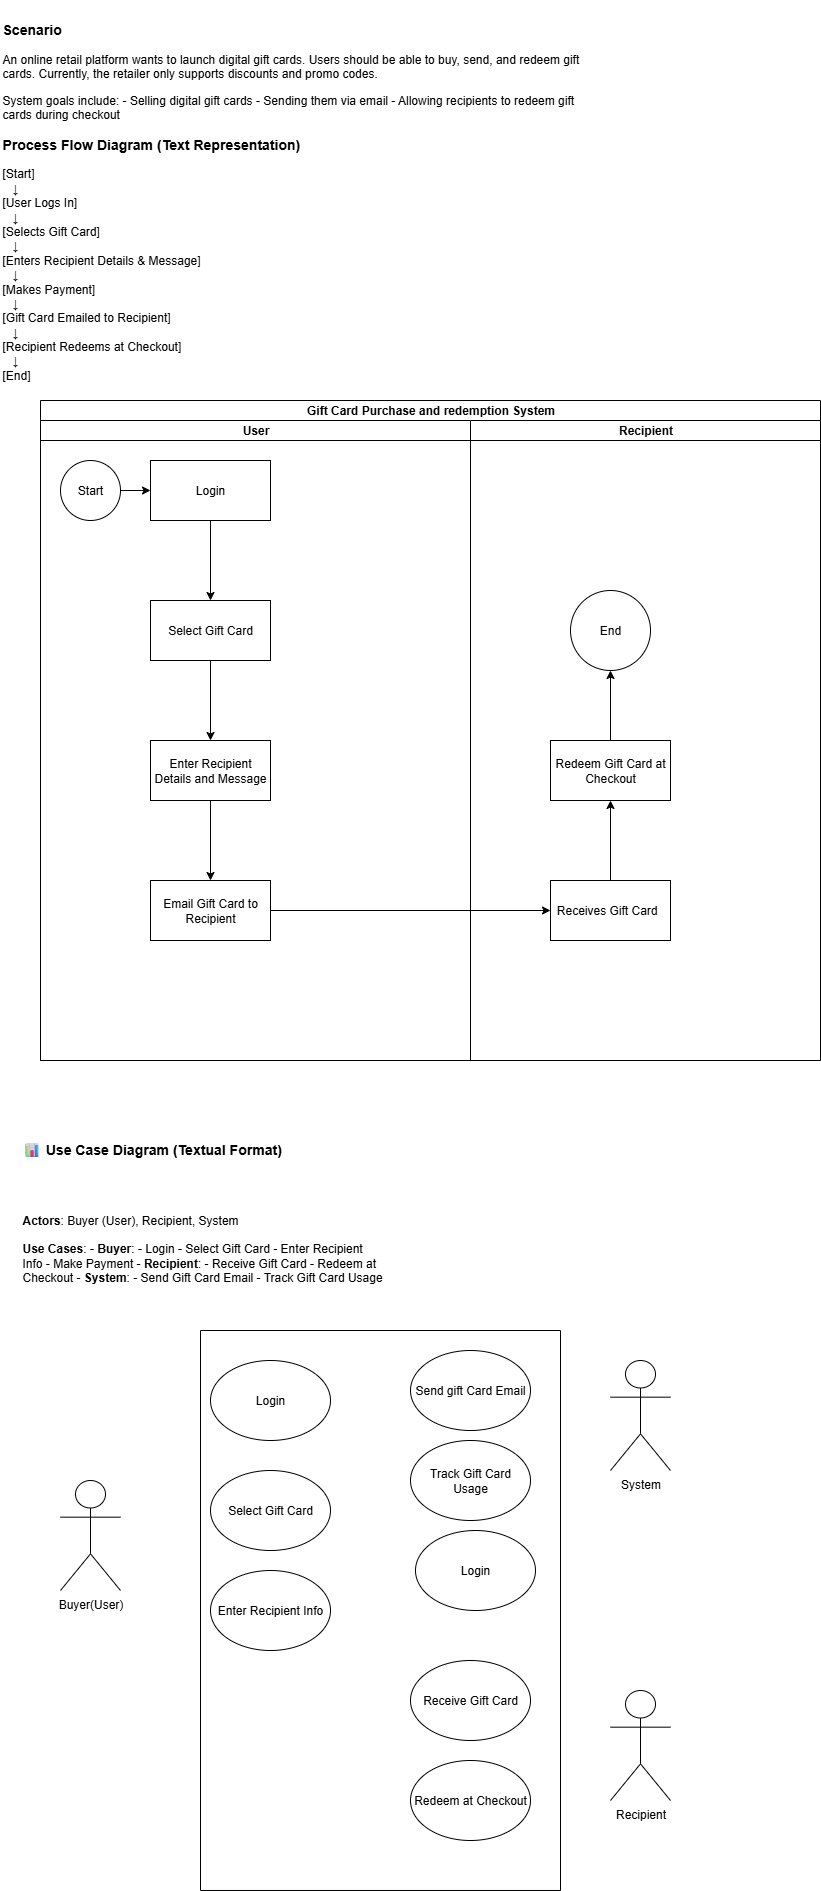 Scenario
An online retail platform wants to launch digital gift cards. Users should be able to buy, send, and redeem gift
cards. Currently, the retailer only supports discounts and promo codes.
System goals include: - Selling digital gift cards - Sending them via email - Allowing recipients to redeem gift
cards during checkout
Process Flow Diagram (Text Representation)
[Start]
↓
[User Logs In]
↓
[Selects Gift Card]
↓
[Enters Recipient Details & Message]
↓
[Makes Payment]
↓
[Gift Card Emailed to Recipient]
↓
[Recipient Redeems at Checkout]
↓
[End]
Gift Card Purchase and redemption System
User
Recipient
Start
Login
Select Gift Card
End
Enter Recipient
Details and Message
Redeem Gift Card at
Checkout
Email Gift Card to
Recipient
Receives Gift Card
📊 Use Case Diagram (Textual Format)
Actors: Buyer (User), Recipient, System
Use Cases: - Buyer: - Login - Select Gift Card - Enter Recipient
Info - Make Payment - Recipient: - Receive Gift Card - Redeem at
Checkout - System: - Send Gift Card Email - Track Gift Card Usage
Login
Send gift Card Email
Track Gift Card
Usage
System
Select Gift Card
Login
Buyer(User)
Enter Recipient Info
Receive Gift Card
Redeem at Checkout
Recipient